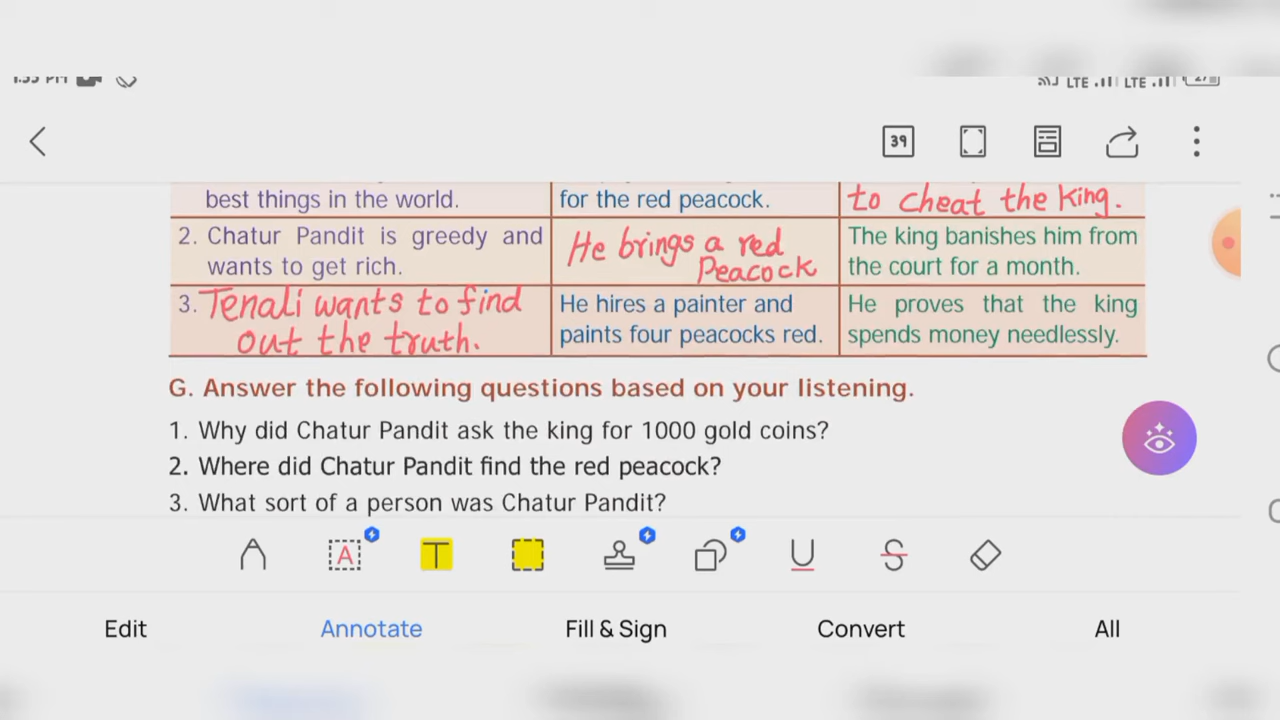 1:55 PM
LTE LTE 27
39
best things in the world.
for the red peacock.
to cheat the King.
2. Chatur Pandit is greedy and
wants to get rich.
He brings a red
Peacock
The king banishes him from
the court for a month.
3. Tenali wants to find
out the truth.
He hires a painter and
paints four peacocks red.
He proves that the king
spends money needlessly.
G. Answer the following questions based on your listening.
1. Why did Chatur Pandit ask the king for 1000 gold coins?
2. Where did Chatur Pandit find the red peacock?
3. What sort of a person was Chatur Pandit?
A T U S
Edit Annotate Fill & Sign Convert All